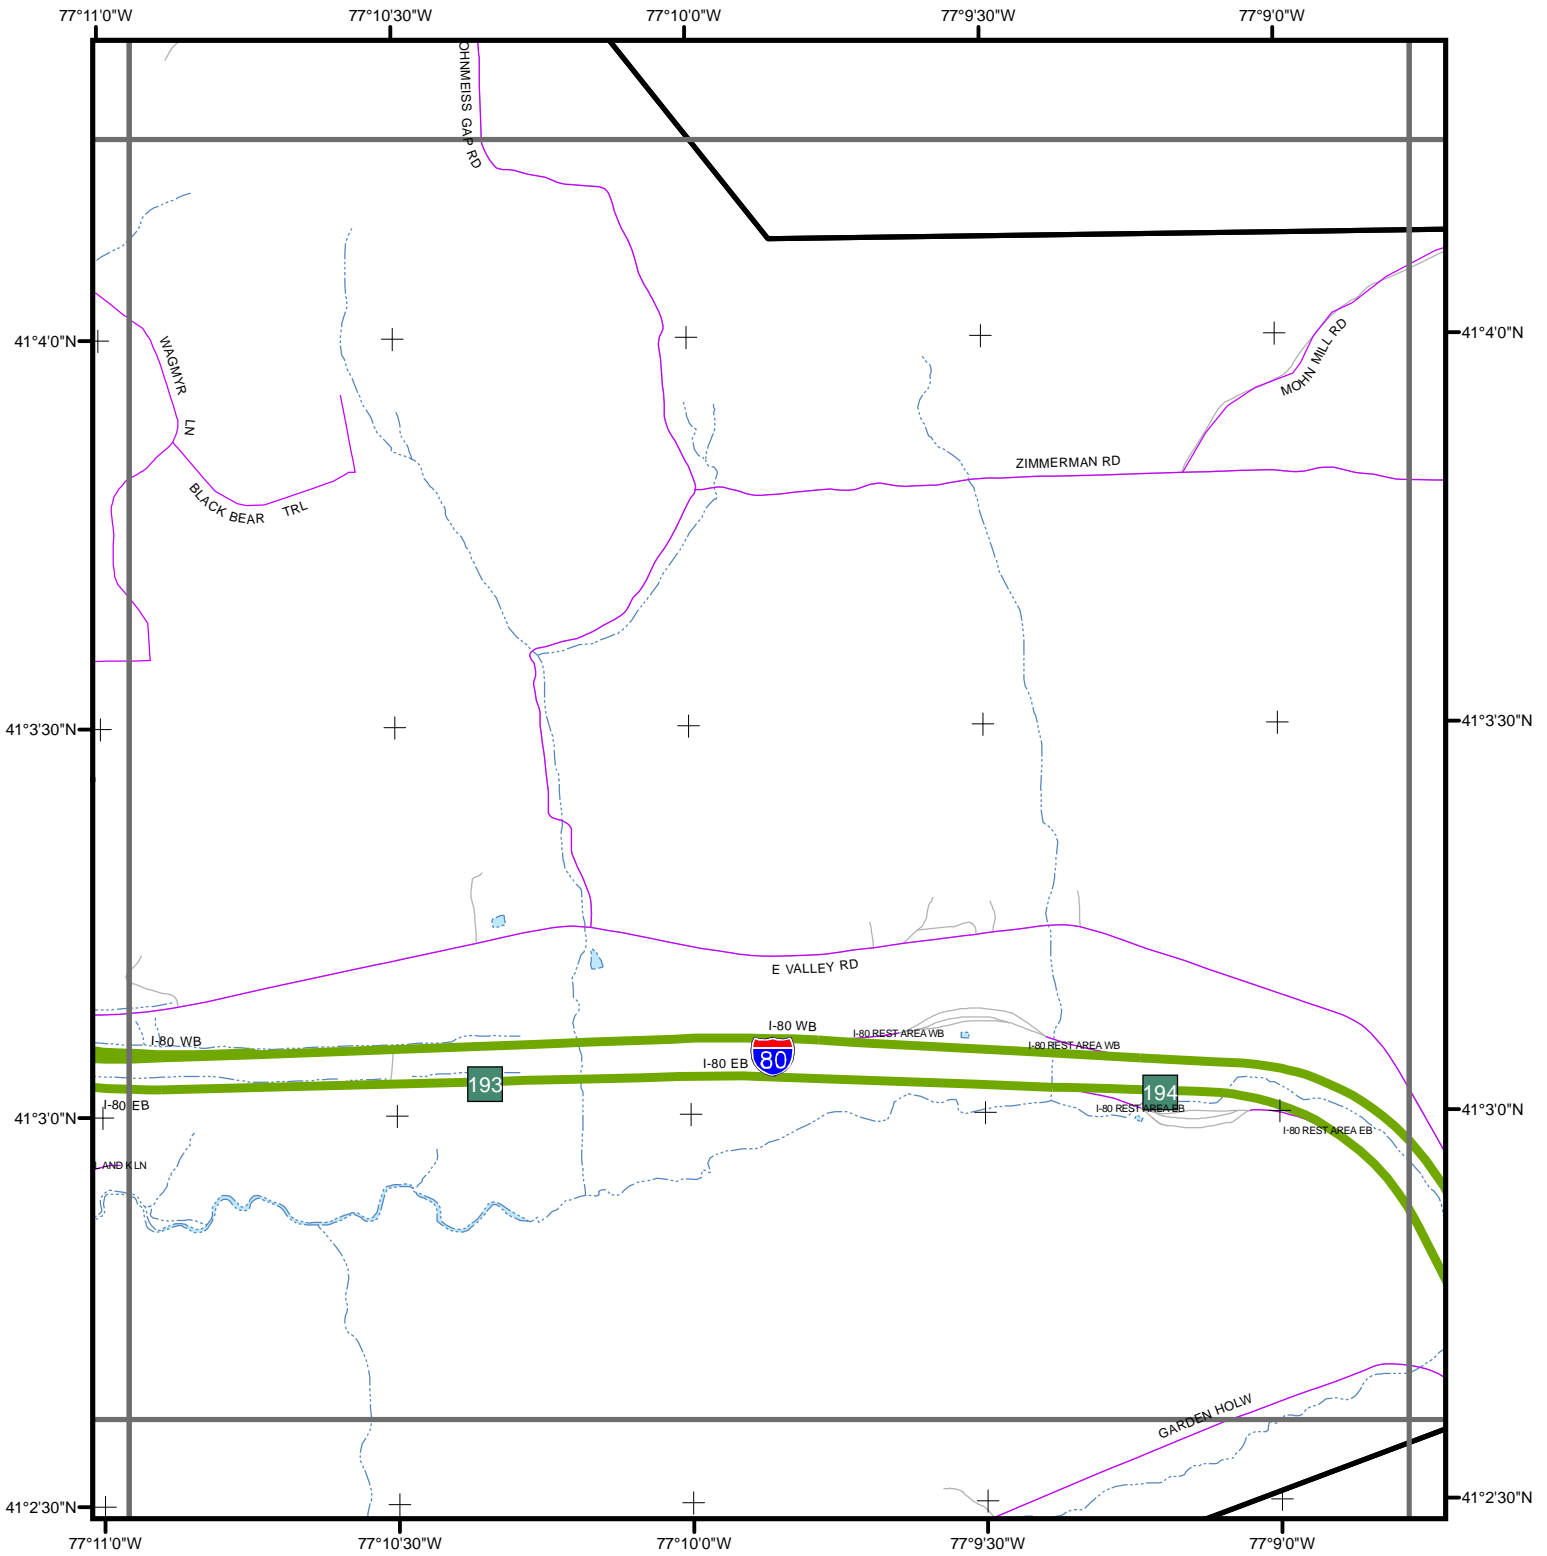 77°11'0"W 77°10'30"W 77°10'0"W 77°9'30"W 77°9'0"W
OHNMEISS GAP RD
41°4'0"N
41°4'0"N
WAGMYR LN
MOHN MILL RD
ZIMMERMAN RD
BLACK BEAR TRL
41°3'30"N
41°3'30"N
E VALLEY RD
I-80 WB
I-80 WB
I-80 REST AREA WB
I-80 REST AREA WB
80
I-80 EB
193
194
I-80 EB
I-80 REST AREA EB
41°3'0"N
41°3'0"N
I-80 REST AREA EB
LAND K LN
GARDEN HOLW
41°2'30"N
41°2'30"N
77°11'0"W 77°10'30"W 77°10'0"W 77°9'30"W 77°9'0"W